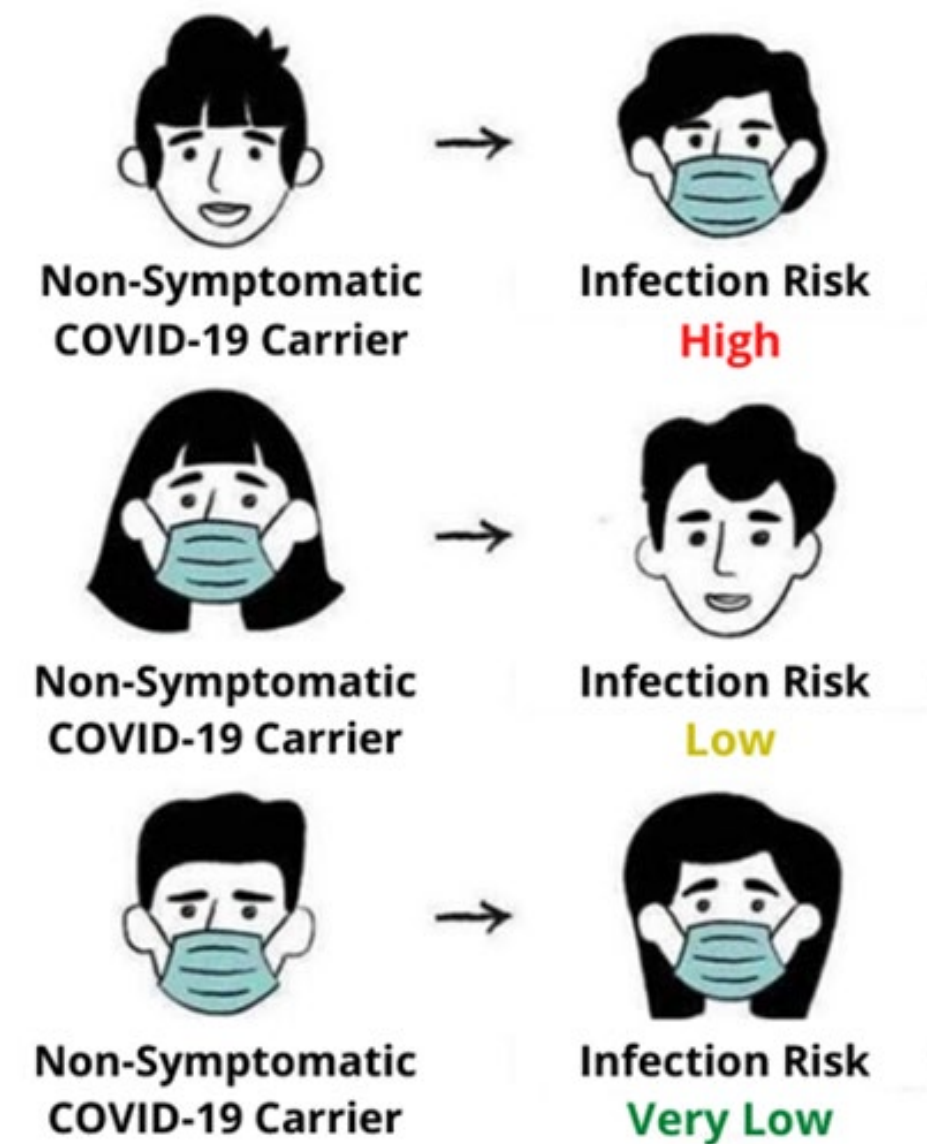 Non-Symptomatic
COVID-19 Carrier
Infection Risk
High
Non-Symptomatic
COVID-19 Carrier
Infection Risk
Low
Non-Symptomatic
COVID-19 Carrier
Infection Risk
Very Low